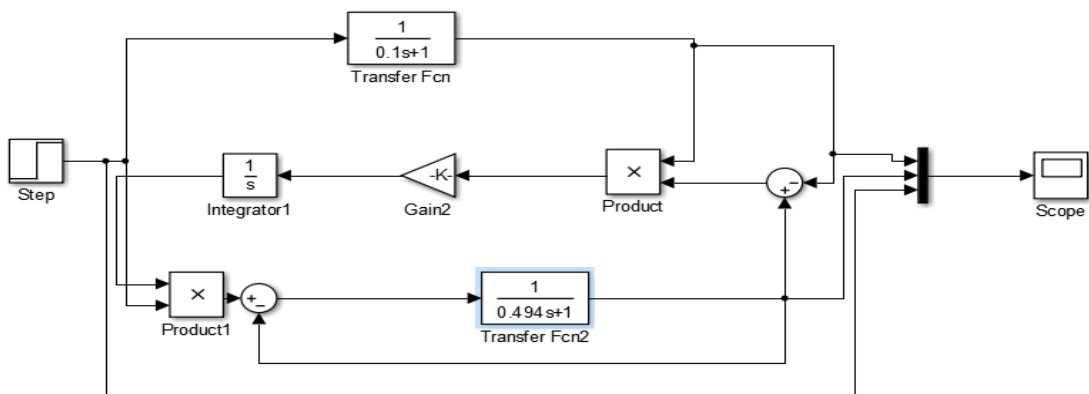 1
0.1s+1
Transfer Fcn
Step
1
s
Integrator1
-K-
Gain2
×
Product
−
+
Scope
×
Product1
+
−
1
0.494s+1
Transfer Fcn2